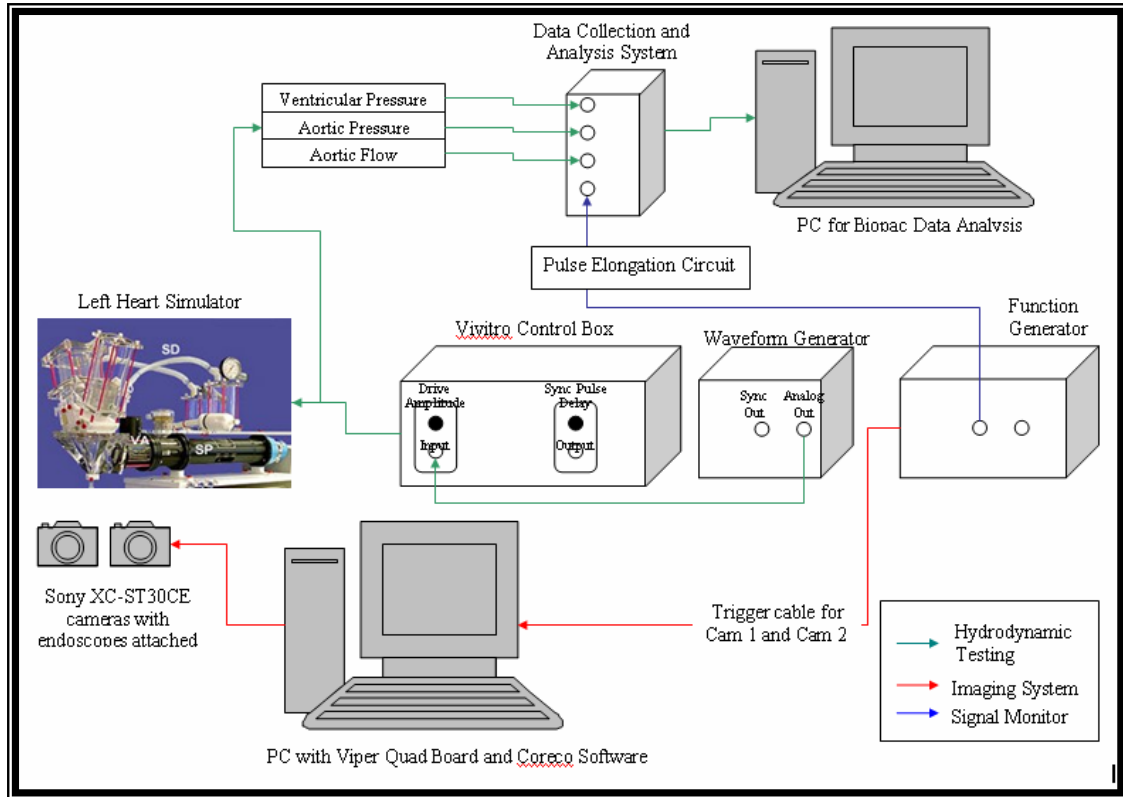 Data Collection and
Analysis System
Ventricular Pressure
Aortic Pressure
Aortic Flow
PC for Biopac Data Analysis
Pulse Elongation Circuit
Left Heart Simulator
SD
VA
SP
Vivitro Control Box
Drive
Amplitude
Input
Sync Pulse
Delay
Output
Waveform Generator
Sync
Out
Analog
Out
Function
Generator
Sony XC-ST30CE
cameras with
endoscopes attached
Trigger cable for
Cam 1 and Cam 2
PC with Viper Quad Board and Coreco Software
Hydrodynamic
Testing
Imaging System
Signal Monitor